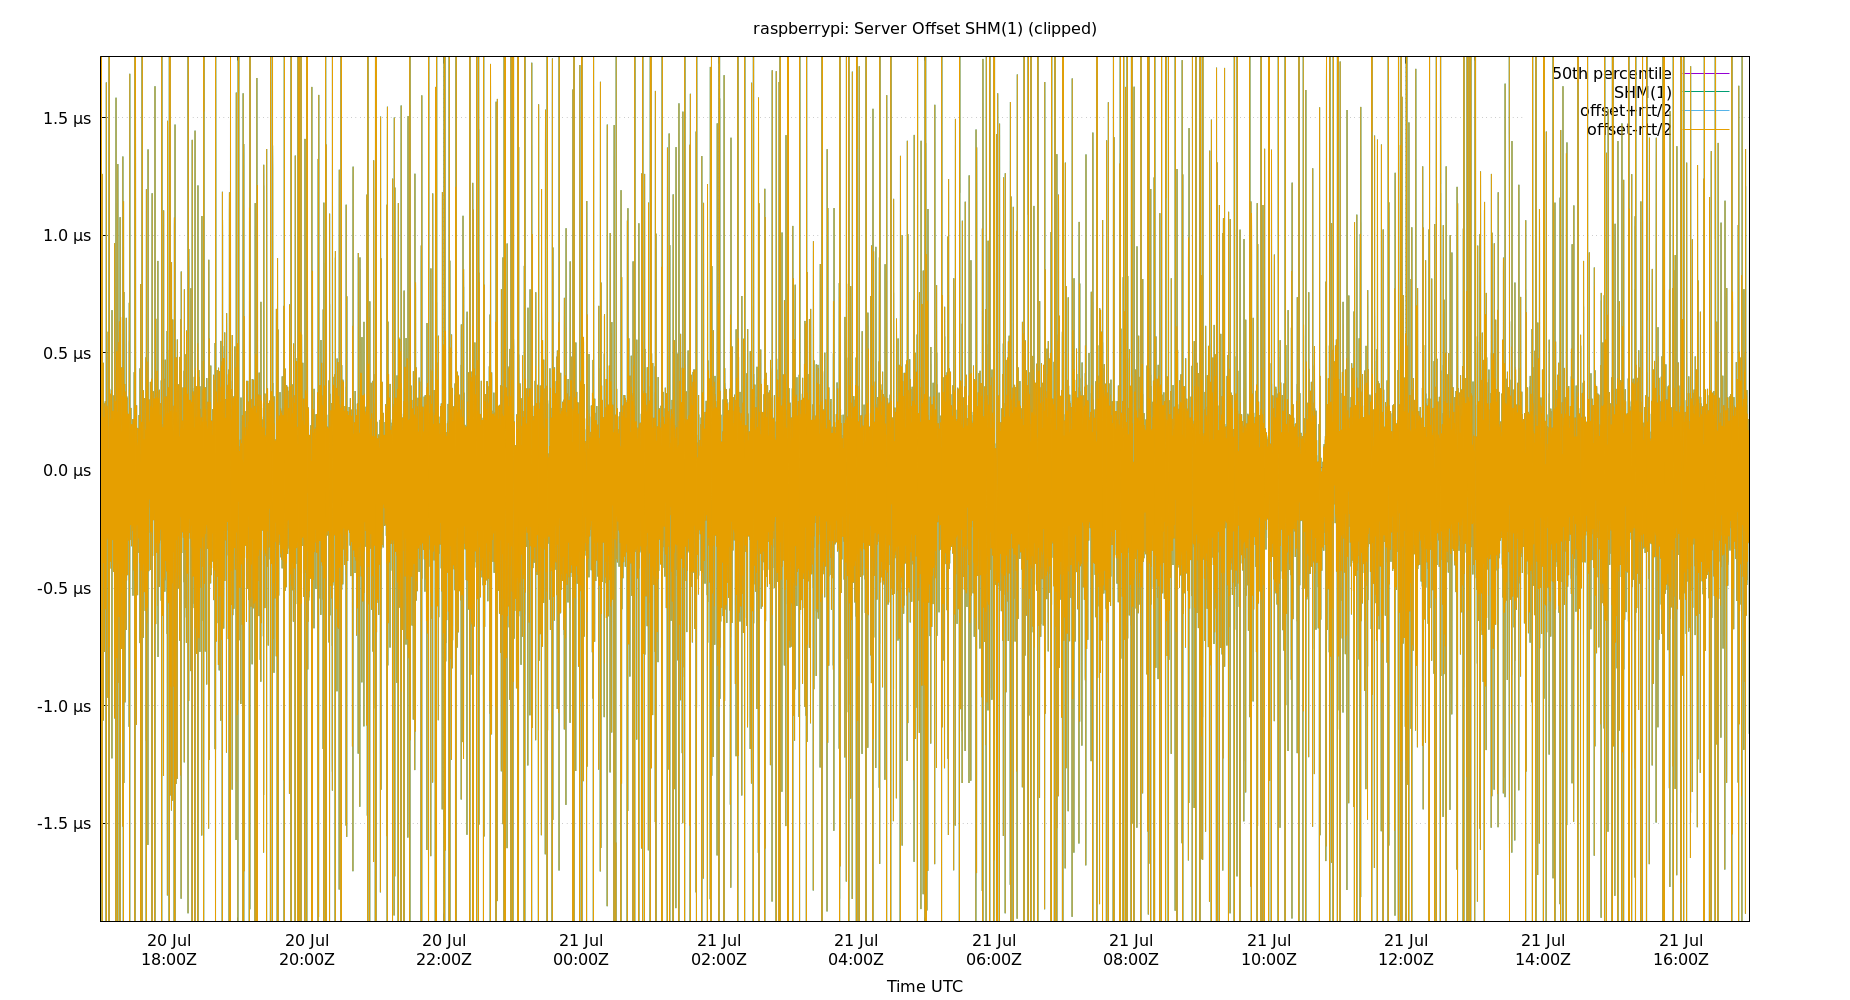 raspberrypi: Server Offset SHM(1) (clipped)
50th percentile
SHM(1)
offset+rtt/2
offset-rtt/2
1.5 µs
1.0 µs
0.5 µs
0.0 µs
-0.5 µs
-1.0 µs
-1.5 µs
20 Jul 20 Jul 20 Jul 21 Jul 21 Jul 21 Jul 21 Jul 21 Jul 21 Jul 21 Jul 21 Jul 21 Jul
18:00Z 20:00Z 22:00Z 00:00Z 02:00Z 04:00Z 06:00Z 08:00Z 10:00Z 12:00Z 14:00Z 16:00Z
Time UTC